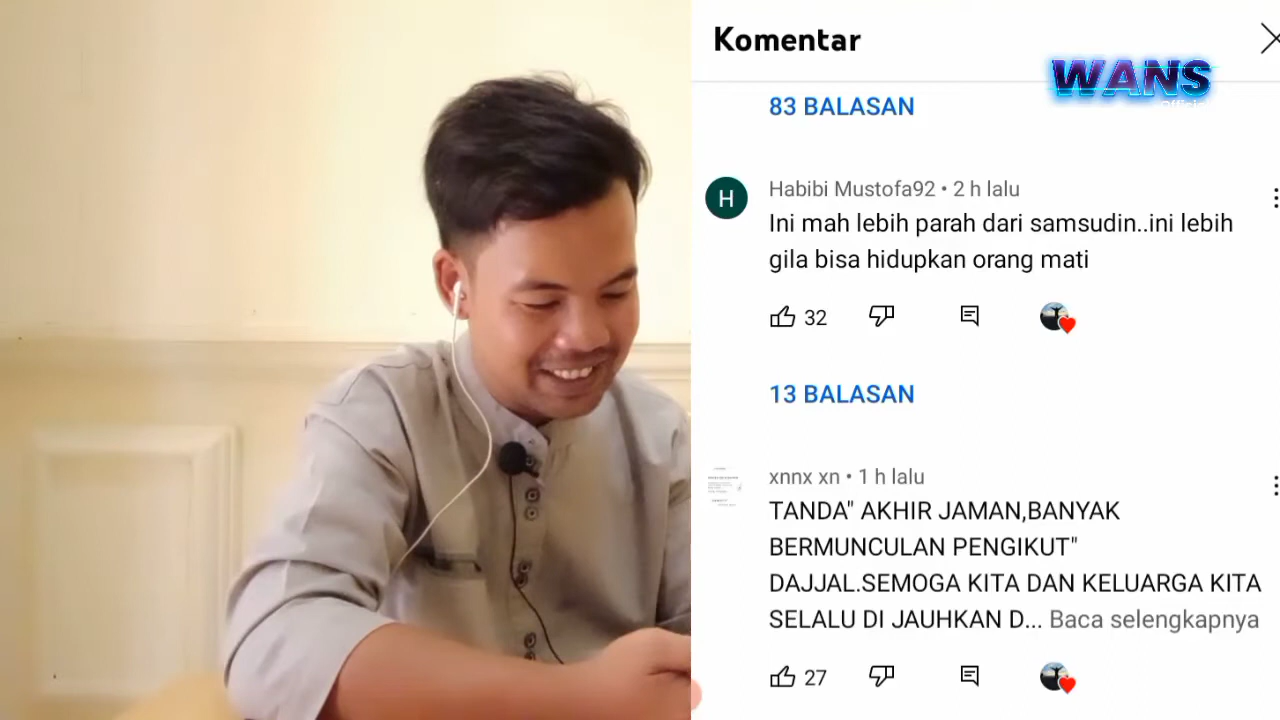 Komentar
WANS
Official
83 BALASAN
H
Habibi Mustofa92 • 2 h lalu
Ini mah lebih parah dari samsudin..ini lebih
gila bisa hidupkan orang mati
32
13 BALASAN
xnnx xn • 1 h lalu
TANDA" AKHIR JAMAN,BANYAK
BERMUNCULAN PENGIKUT"
DAJJAL.SEMOGA KITA DAN KELUARGA KITA
SELALU DI JAUHKAN D... Baca selengkapnya
27